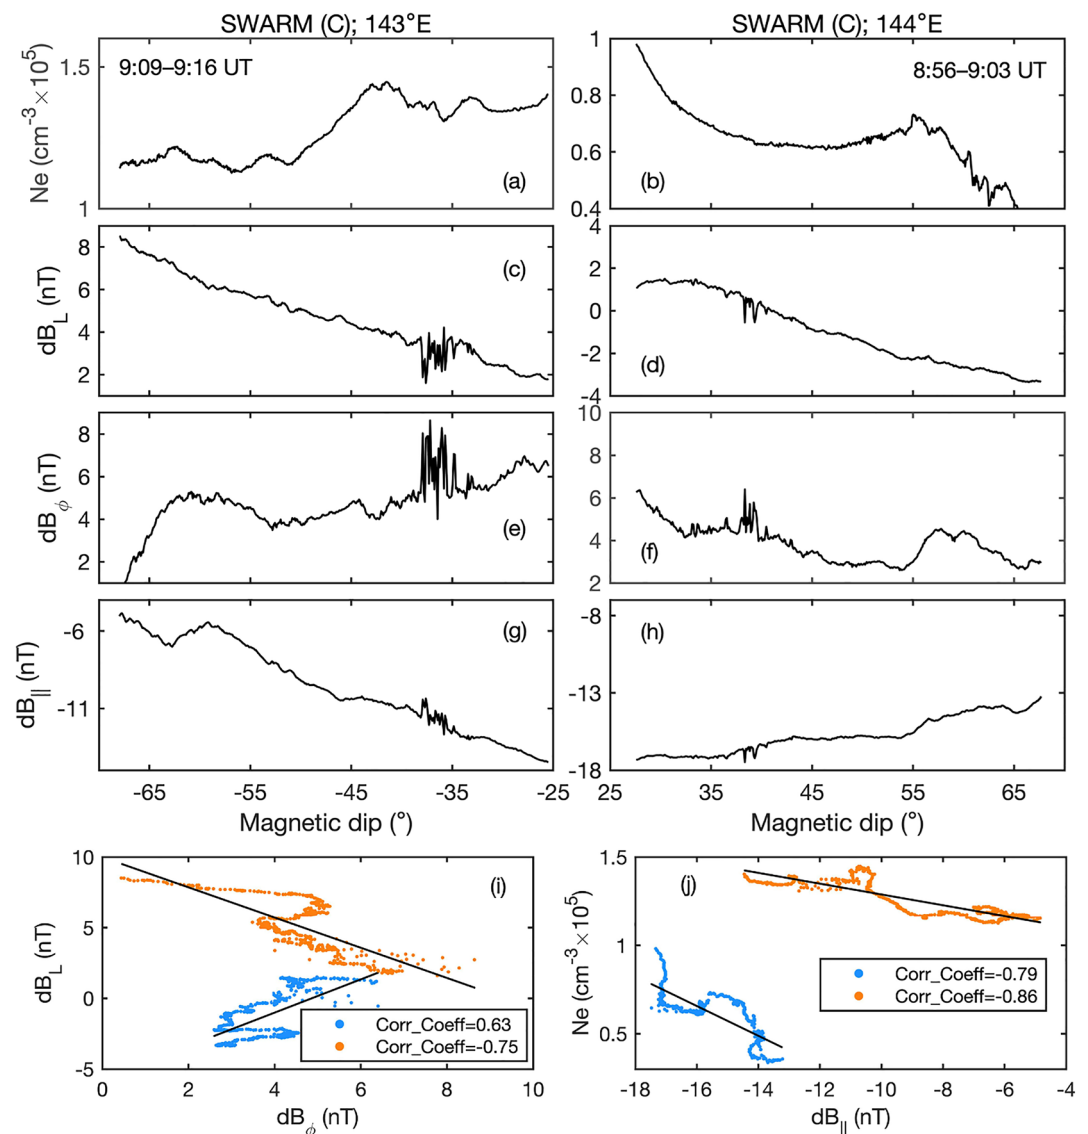 SWARM (C); 143°E
SWARM (C); 144°E
9:09–9:16 UT
8:56–9:03 UT
Ne (cm⁻³×10⁵)
1.5
1
(a)
1
0.8
0.6
0.4
(b)
dB_L (nT)
8
6
4
2
(c)
4
2
0
-2
-4
(d)
dB_ϕ (nT)
8
6
4
2
(e)
10
8
6
4
2
(f)
dB_|| (nT)
-6
-11
(g)
-8
-13
-18
(h)
-65 -55 -45 -35 -25
25 35 45 55 65
Magnetic dip (°)
Magnetic dip (°)
dB_L (nT)
10
5
0
-5
(i)
Corr_Coeff=0.63
Corr_Coeff=-0.75
0 2 4 6 8 10
dB_ϕ (nT)
Ne (cm⁻³×10⁵)
1.5
1
0.5
(j)
Corr_Coeff=-0.79
Corr_Coeff=-0.86
-18 -16 -14 -12 -10 -8 -6 -4
dB_|| (nT)